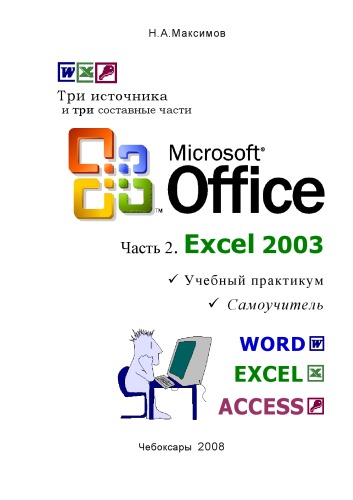 Н.А.Максимов
Три источника
и три составные части
Microsoft®
Office
TM
Часть 2. Excel 2003
✓ Учебный практикум
✓ Самоучитель
WORD
EXCEL
ACCESS
Чебоксары 2008